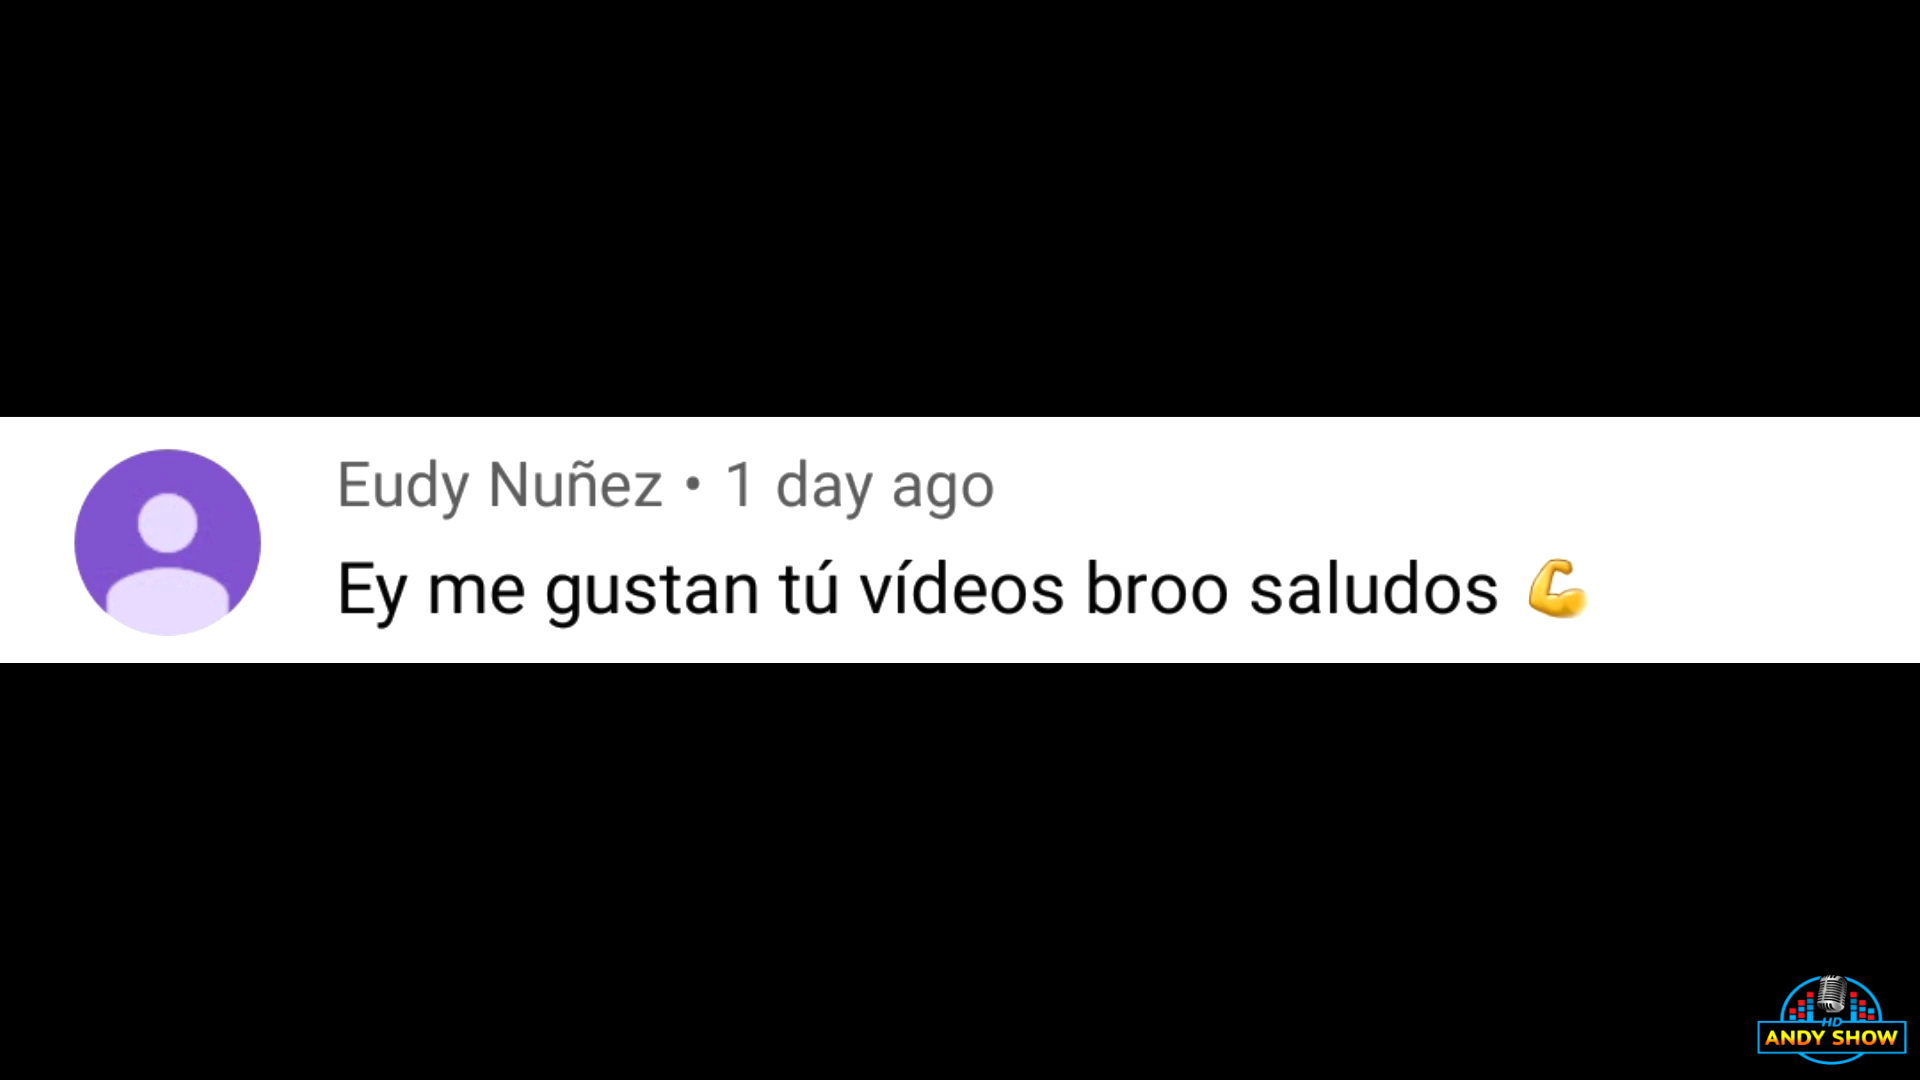 Eudy Nuñez • 1 day ago
Ey me gustan tú vídeos broo saludos 💪
HD
ANDY SHOW